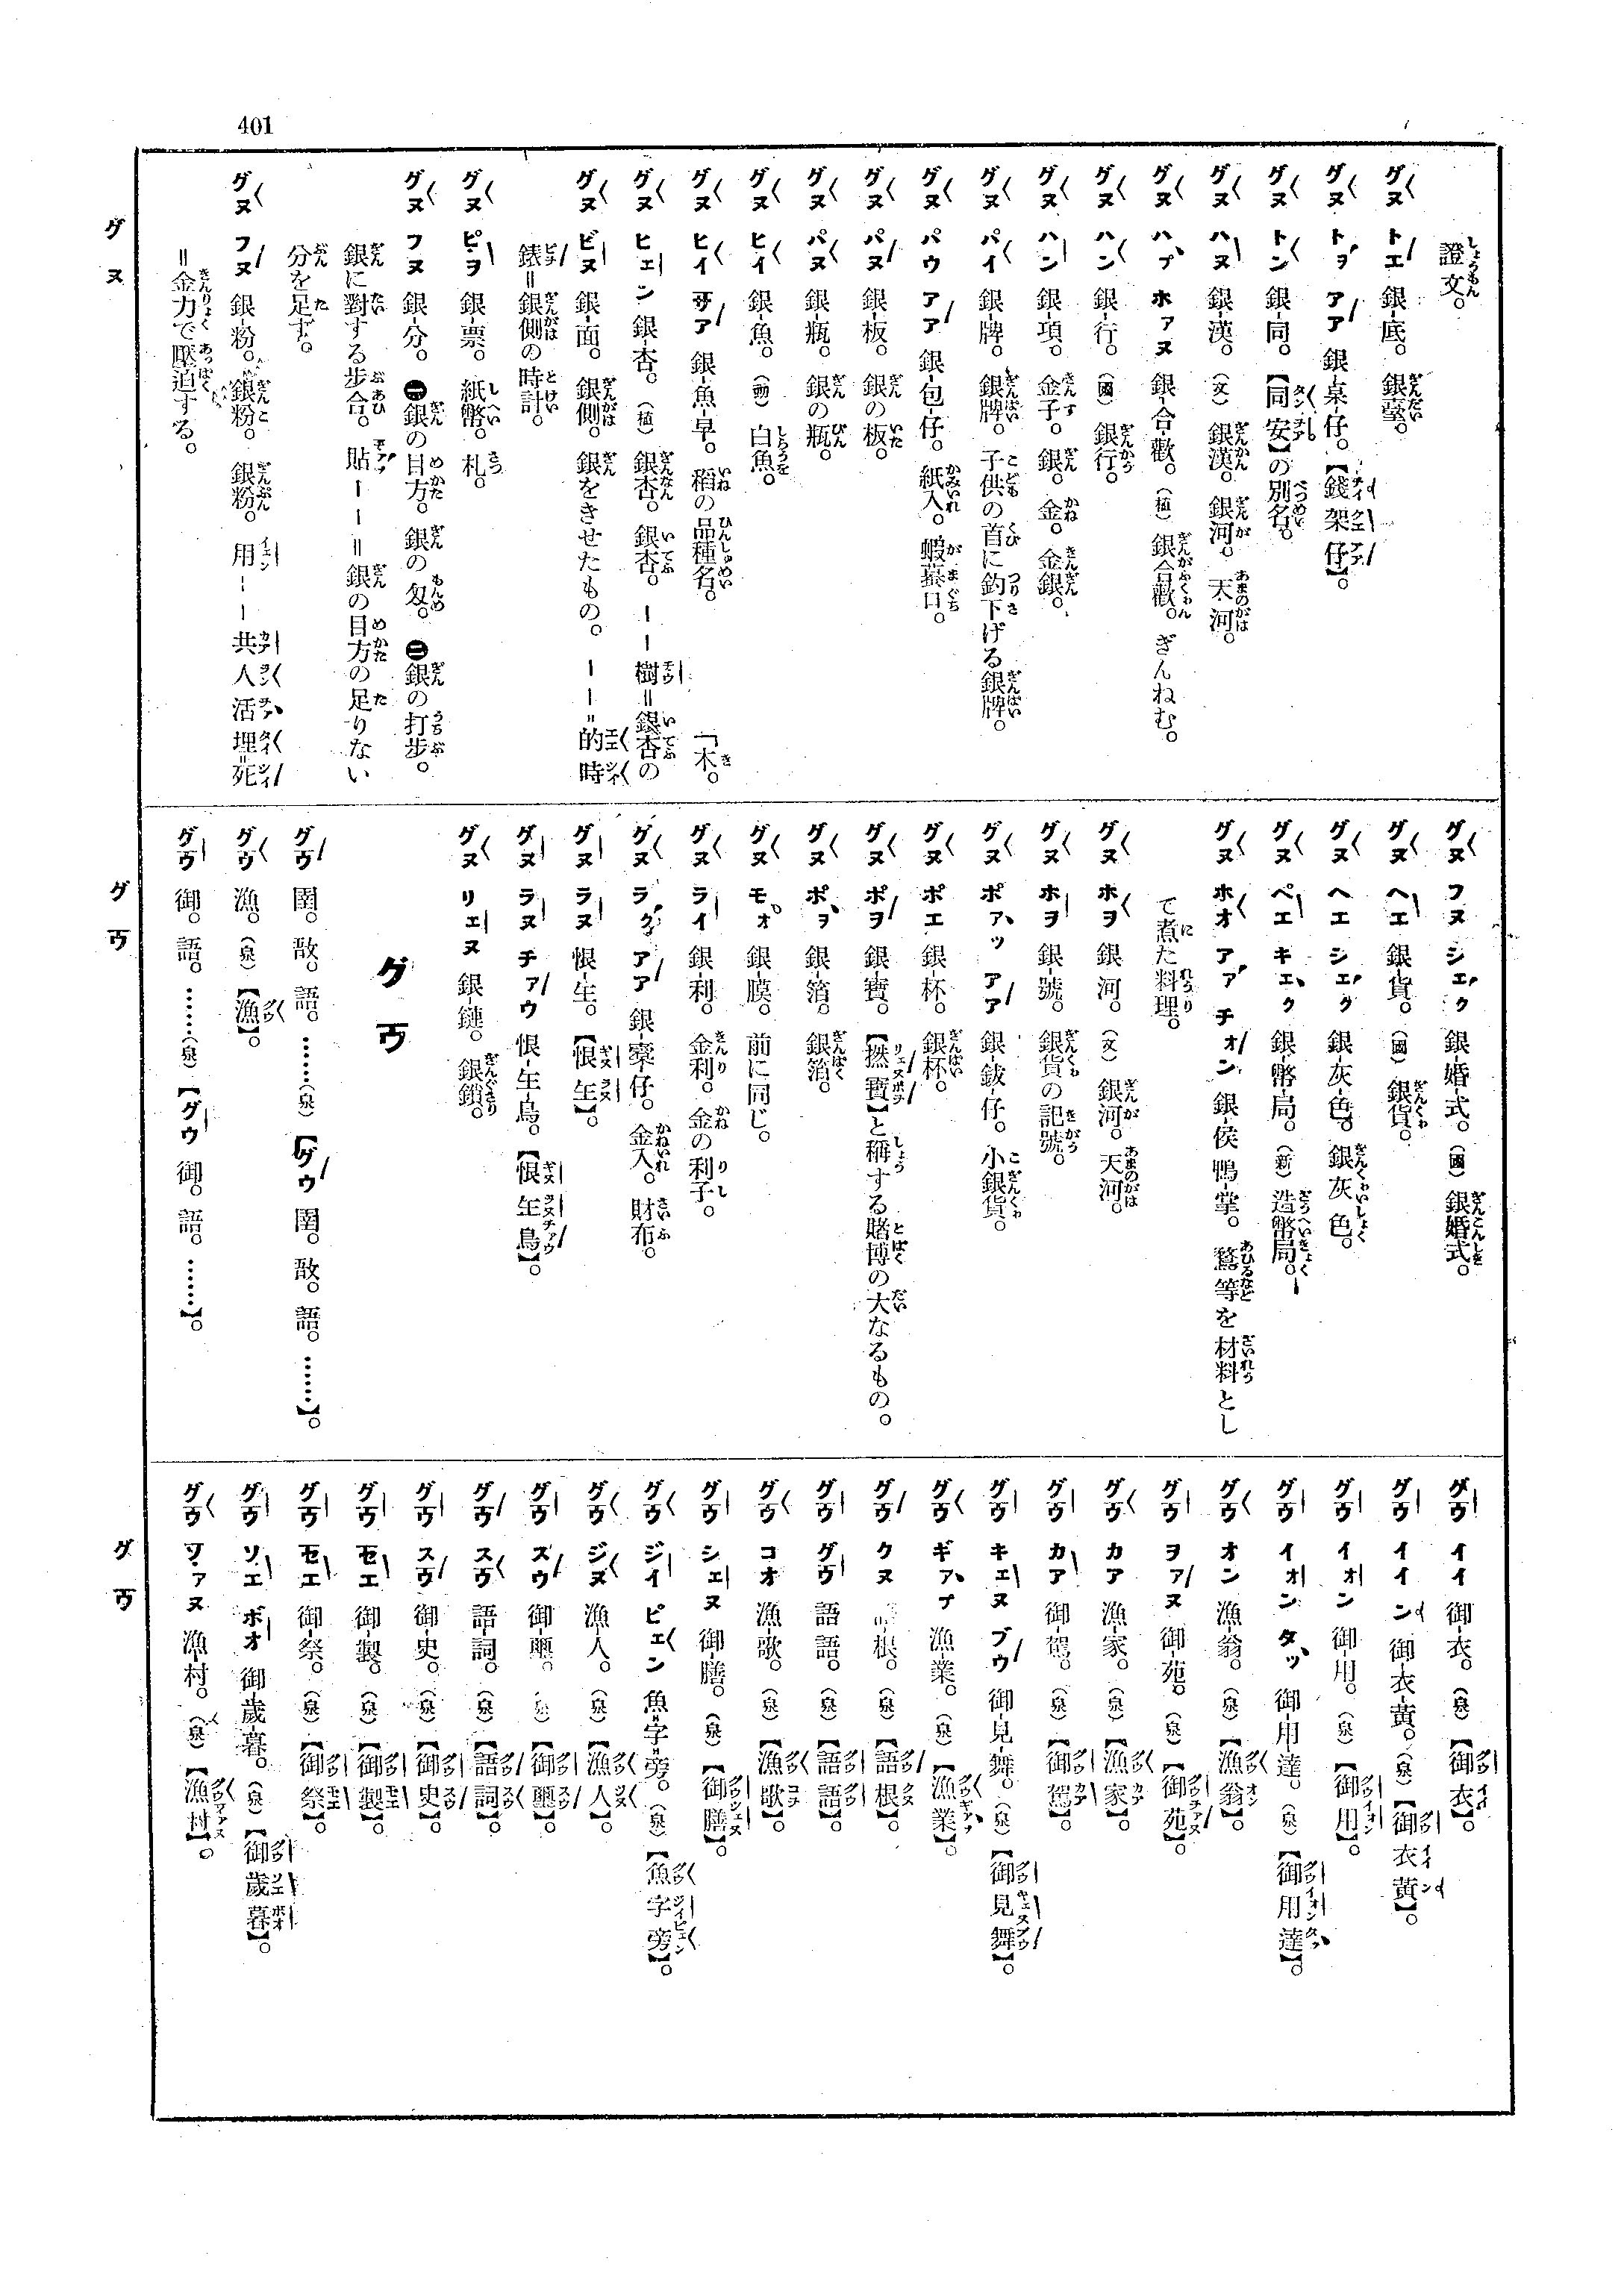 401
證文。
グヌ トエ 銀-底。 銀臺。
グヌ トヲ アア 銀-桌-仔。【錢架仔】。
グヌ トン 銀-同。 【同安】の別名。
グヌ ハヌ 銀-漢。 (文) 銀漢。銀河。天河。
グヌ ハプ ホァヌ 銀-合-歡。 (植) 銀合歡。ぎんねむ。
グヌ ハン 銀-行。 (國) 銀行。
グヌ ハン 銀-項。 金子。銀。金。金銀。
グヌ パイ 銀-牌。 銀牌。子供の首に釣下げる銀牌。
グヌ パウ アア 銀-包-仔。 紙入。蝦蟇口。
グヌ パヌ 銀-板。 銀の板。
グヌ パヌ 銀-瓶。 銀の瓶。
グヌ ヒイ 銀-魚。 (動) 白魚。
グヌ ヒイ サア 銀-魚-早。 稻の品種名。
グヌ ヒェン 銀-杏。 (植) 銀杏。銀杏。 ――樹=銀杏の「木。
グヌ ビヌ 銀-面。 銀側。銀をきせたもの。 ――=的時
錶=銀側の時計。
グヌ ピヲ 銀-票。 紙幣。札。
グヌ フヌ 銀-分。 ㊀銀の目方。銀の匁。 ㊁銀の打步。
銀に對する步合。 貼――=銀の目方の足りない
分を足す。
グヌ フヌ 銀-粉。 銀粉。銀粉。 用――共人活埋=死
=金力で壓迫する。
グヌ フヌ シェク 銀-婚-式。 (國) 銀婚式。
グヌ ヘエ 銀-貨。 (國) 銀貨。
グヌ ヘエ シェク 銀-灰-色。 銀灰色。
グヌ ペエ キェク 銀-幣-局。 (新) 造幣局。
グヌ ホオ アア チオン 銀-侯 鴨-掌。 鶩等を材料とし
て煮た料理。
グヌ ホヲ 銀 河。 (文) 銀河。天河。
グヌ ホヲ 銀-號。 銀貨の記號。
グヌ ポァッ アア 銀-鈸-仔。 小銀貨。
グヌ ポエ 銀-杯。 銀杯。
グヌ ポヲ 銀-寶。 【撚寶】と稱する賭博の大なるもの。
グヌ ポヲ 銀-箔。 銀箔。
グヌ モォ 銀-膜。 前に同じ。
グヌ ライ 銀-利。 金利。金の利子。
グヌ ラク アア 銀-橐-仔。 金入。財布。
グヌ ラヌ 恨-生。 【恨生】。
グヌ ラヌ チァウ 恨-生-鳥。 【恨生鳥】。
グヌ リェヌ 銀-鏈。 銀鎖。
グウ
グウ 圄。敔。語。……(泉)【グウ 圄。敔。語。……】。
グウ 漁。(泉)【漁】。
グウ 御。語。……(泉)【グウ 御。語。……】。
グウ イイ 御-衣。 (泉)【御衣】。
グウ イイ ン 御-衣-黃。 (泉)【御衣黃】。
グウ イォン 御-用。 (泉)【御用】。
グウ イォン タッ 御-用-達。 (泉)【御用達】。
グウ オン 漁-翁。 (泉)【漁翁】。
グウ ヲァヌ 御-苑。 (泉)【御苑】。
グウ カア 漁-家。 (泉)【漁家】。
グウ カア 御-駕。 (泉)【御駕】。
グウ キェヌ ブウ 御-見-舞。 (泉)【御見舞】。
グウ ギァプ 漁-業。 (泉)【漁業】。
グウ クヌ 語-根。 (泉)【語根】。
グウ グウ 語 語。 (泉)【語語】。
グウ コオ 漁-歌。 (泉)【漁歌】。
グウ シェヌ 御-膳。 (泉)【御膳】。
グウ ジイ ピェン 魚=字=旁。 (泉)【魚字旁】。
グウ ジヌ 漁-人。 (泉)【漁人】。
グウ スウ 御-璽。 (泉)【御璽】。
グウ スウ 語-詞。 (泉)【語詞】。
グウ スウ 御-史。 (泉)【御史】。
グウ セエ 御-製。 (泉)【御製】。
グウ セエ 御-祭。 (泉)【御祭】。
グウ ソエ ボオ 御-歲-暮。 (泉)【御歲暮】。
グウ ツァヌ 漁-村。 (泉)【漁村】。
グヌ
グウ
グウ